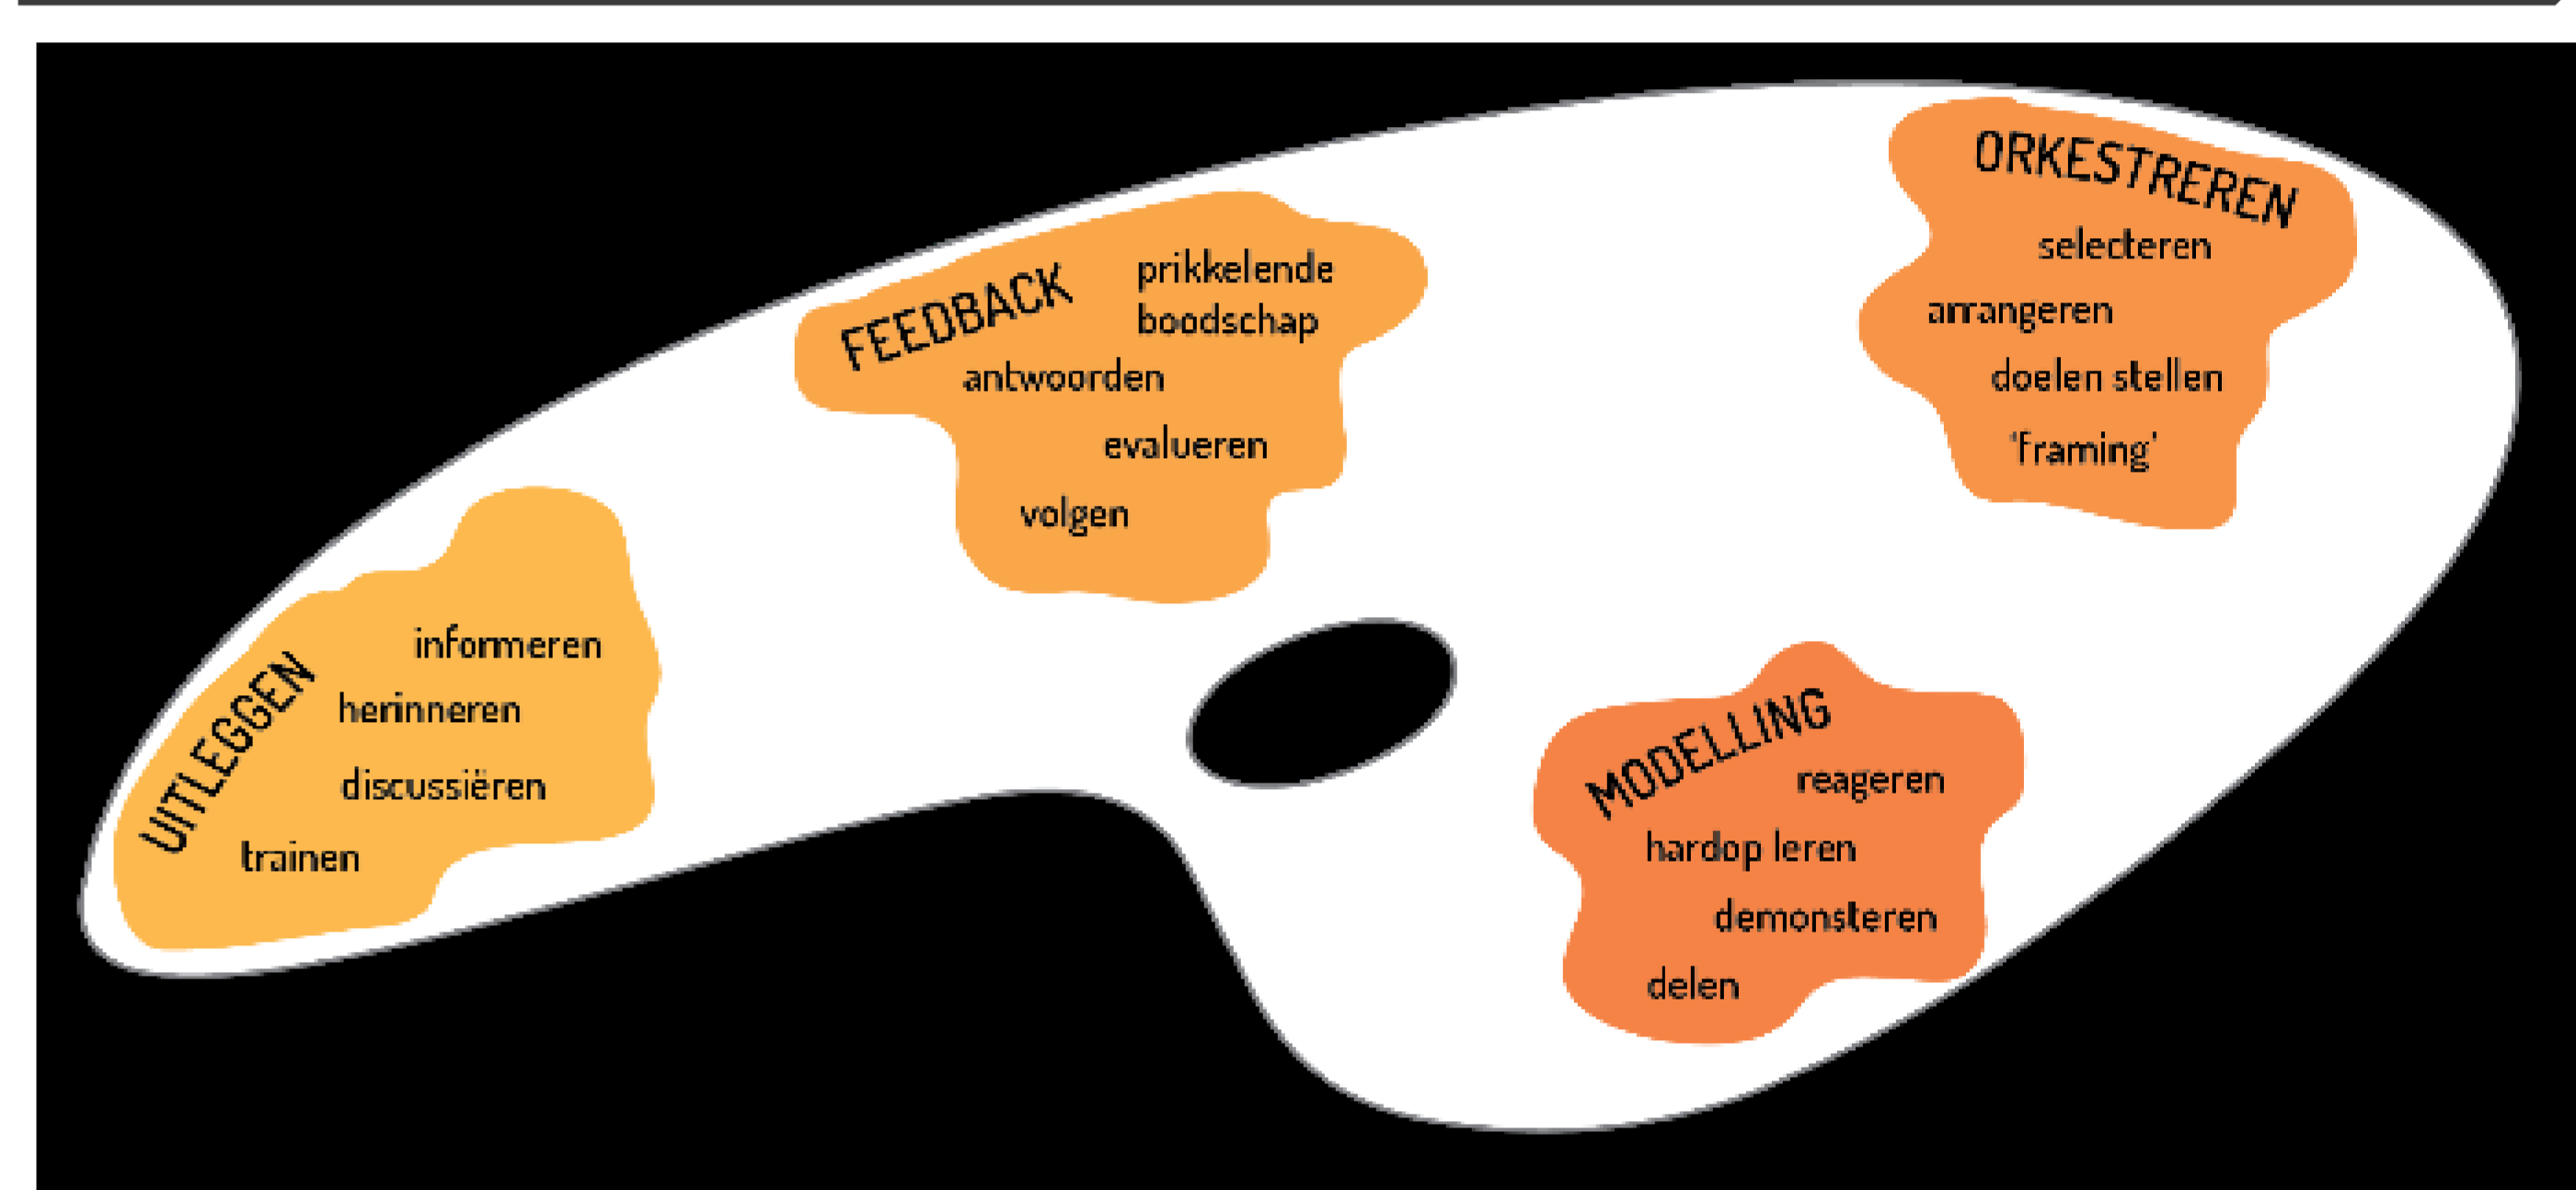 UITLEGGEN
informeren
herinneren
discussiëren
trainen
FEEDBACK
prikkelende
boodschap
antwoorden
evalueren
volgen
ORKESTREREN
selecteren
arrangeren
doelen stellen
'framing'
MODELLING
reageren
hardop leren
demonsteren
delen